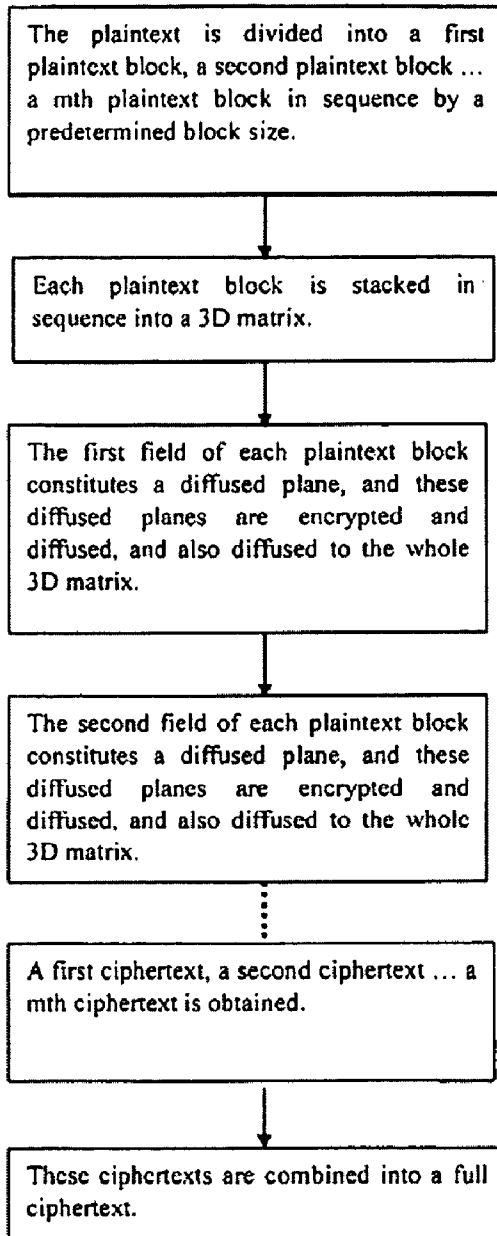 The plaintext is divided into a first
plaintext block, a second plaintext block ...
a mth plaintext block in sequence by a
predetermined block size.
Each plaintext block is stacked in
sequence into a 3D matrix.
The first field of each plaintext block
constitutes a diffused plane, and these
diffused planes are encrypted and
diffused, and also diffused to the whole
3D matrix.
The second field of each plaintext block
constitutes a diffused plane, and these
diffused planes are encrypted and
diffused, and also diffused to the whole
3D matrix.
A first ciphertext, a second ciphertext ... a
mth ciphertext is obtained.
These ciphertexts are combined into a full
ciphertext.